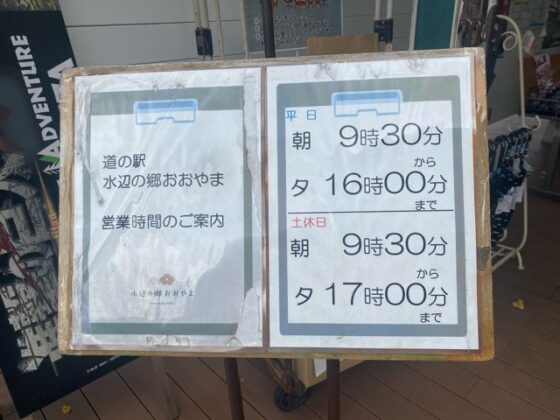 道の駅
水辺の郷おおやま
営業時間のご案内
水辺の郷おおやま
平日
朝 9時30分
から
夕 16時00分
まで
土休日
朝 9時30分
から
夕 17時00分
まで
ADVENTURE